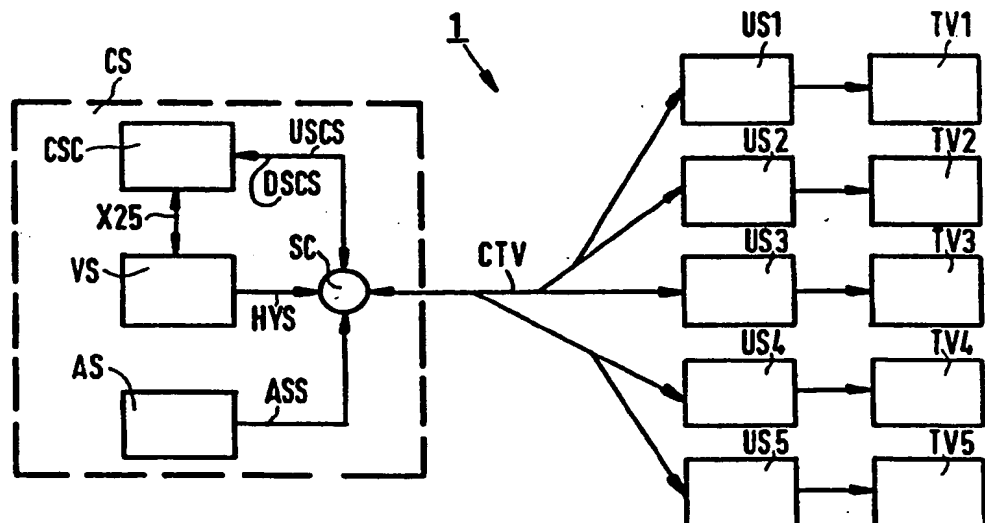 1
CS
CSC
USCS
DSCS
X25
VS
HYS
SC
AS
ASS
CTV
US1
TV1
US2
TV2
US3
TV3
US4
TV4
US5
TV5